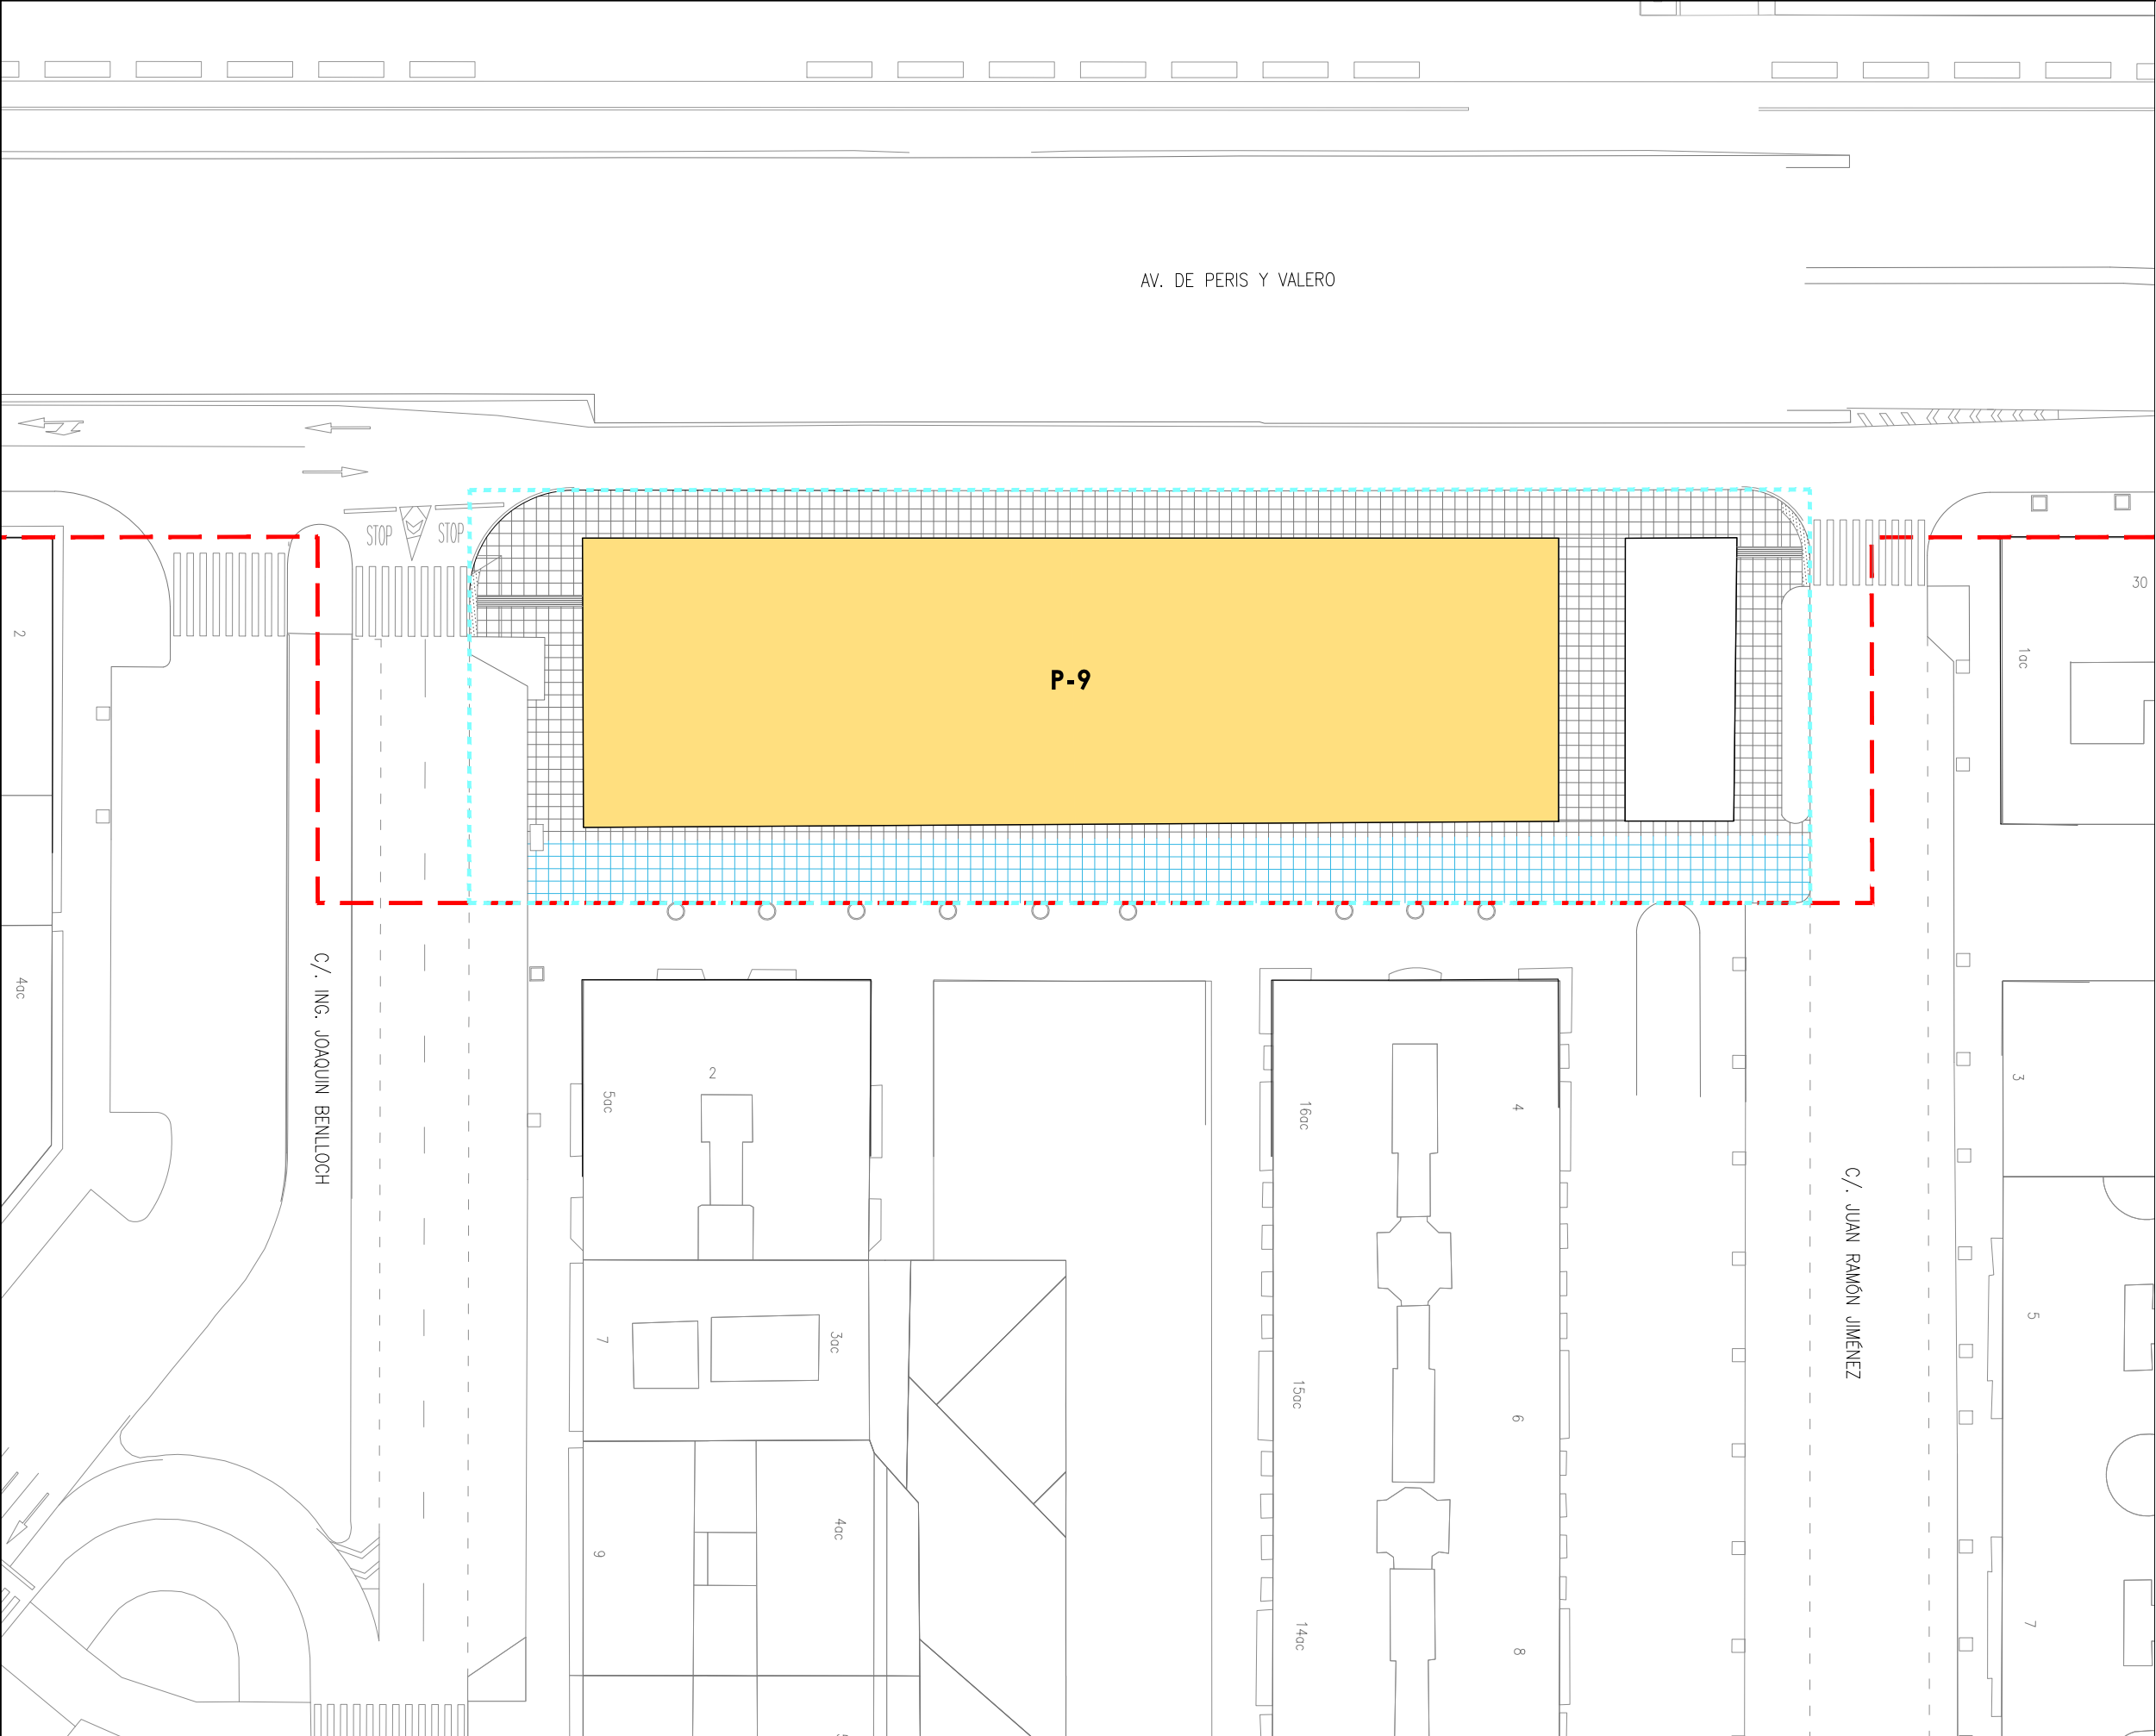 AV. DE PERIS Y VALERO
STOP
STOP
30
2
1ac
P-9
4ac
C/. ING. JOAQUIN BENLLOCH
2
5ac
16ac
4
3
C/. JUAN RAMÓN JIMÉNEZ
7
3ac
5
15ac
6
4ac
9
14ac
8
7